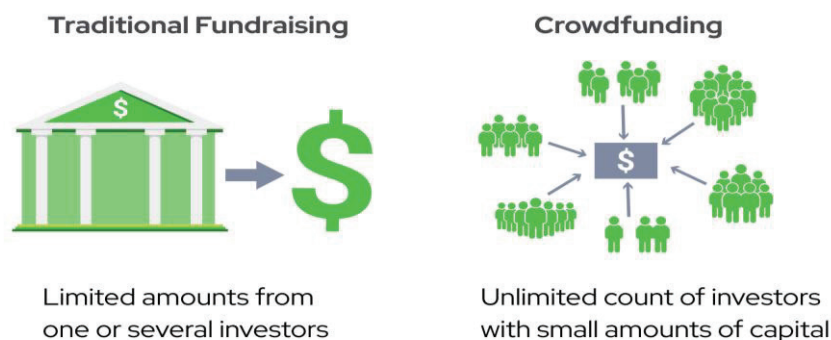 Traditional Fundraising
$
$
Limited amounts from
one or several investors
Crowdfunding
$
Unlimited count of investors
with small amounts of capital